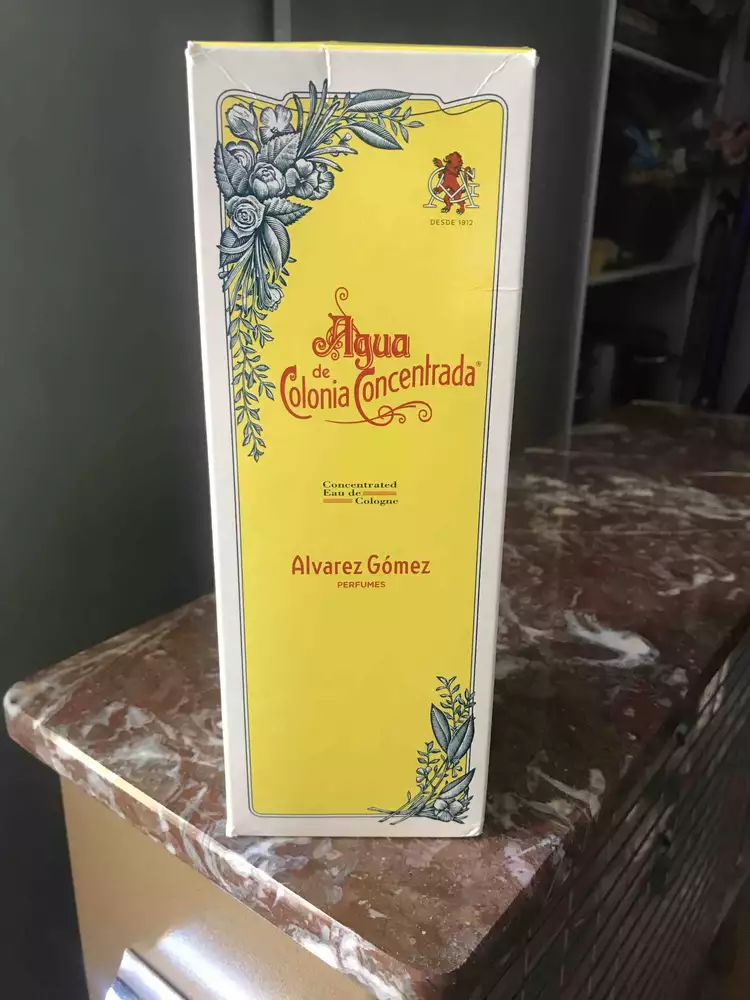 DESDE 1912
Agua
de
Colonia Concentrada®
Concentrated
Eau de
Cologne
Alvarez Gómez
PERFUMES